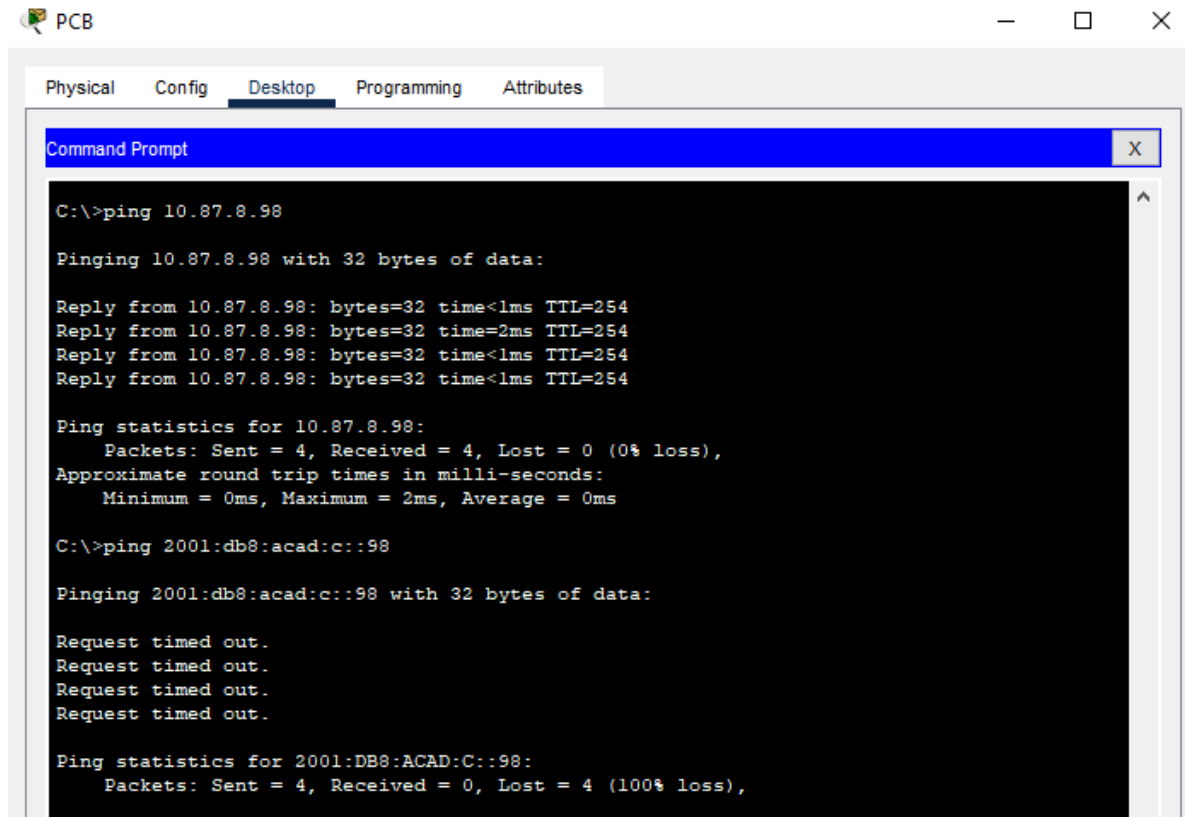 PCB
Physical Config Desktop Programming Attributes
Command Prompt X
C:\>ping 10.87.8.98
Pinging 10.87.8.98 with 32 bytes of data:
Reply from 10.87.8.98: bytes=32 time<1ms TTL=254
Reply from 10.87.8.98: bytes=32 time=2ms TTL=254
Reply from 10.87.8.98: bytes=32 time<1ms TTL=254
Reply from 10.87.8.98: bytes=32 time<1ms TTL=254
Ping statistics for 10.87.8.98:
Packets: Sent = 4, Received = 4, Lost = 0 (0% loss),
Approximate round trip times in milli-seconds:
Minimum = 0ms, Maximum = 2ms, Average = 0ms
C:\>ping 2001:db8:acad:c::98
Pinging 2001:db8:acad:c::98 with 32 bytes of data:
Request timed out.
Request timed out.
Request timed out.
Request timed out.
Ping statistics for 2001:DB8:ACAD:C::98:
Packets: Sent = 4, Received = 0, Lost = 4 (100% loss),